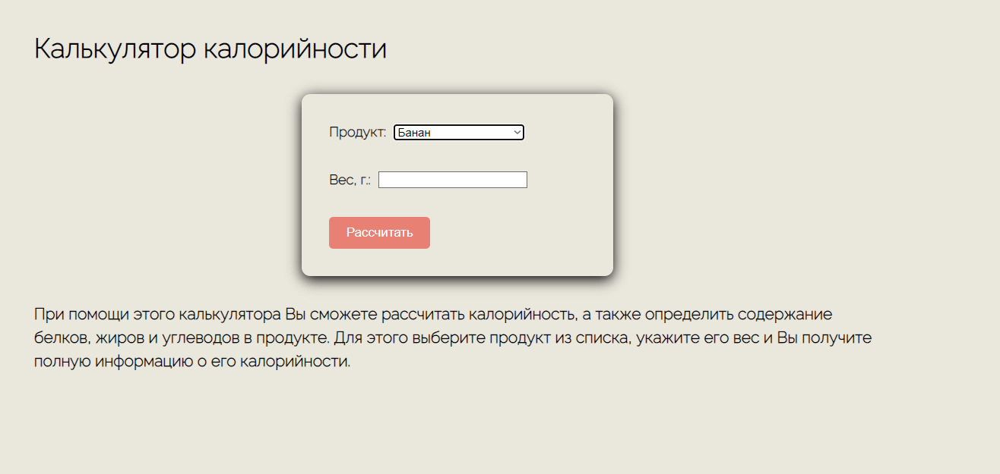 Калькулятор калорийности
Продукт: Банан
Вес, г.:
Рассчитать
При помощи этого калькулятора Вы сможете рассчитать калорийность, а также определить содержание
белков, жиров и углеводов в продукте. Для этого выберите продукт из списка, укажите его вес и Вы получите
полную информацию о его калорийности.